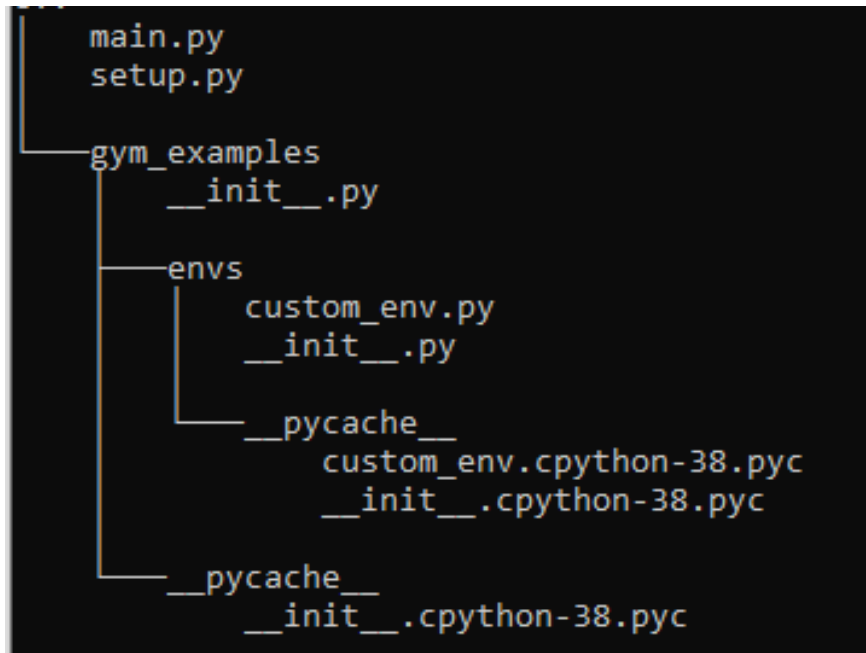 main.py
setup.py
gym_examples
__init__.py
envs
custom_env.py
__init__.py
__pycache__
custom_env.cpython-38.pyc
__init__.cpython-38.pyc
__pycache__
__init__.cpython-38.pyc